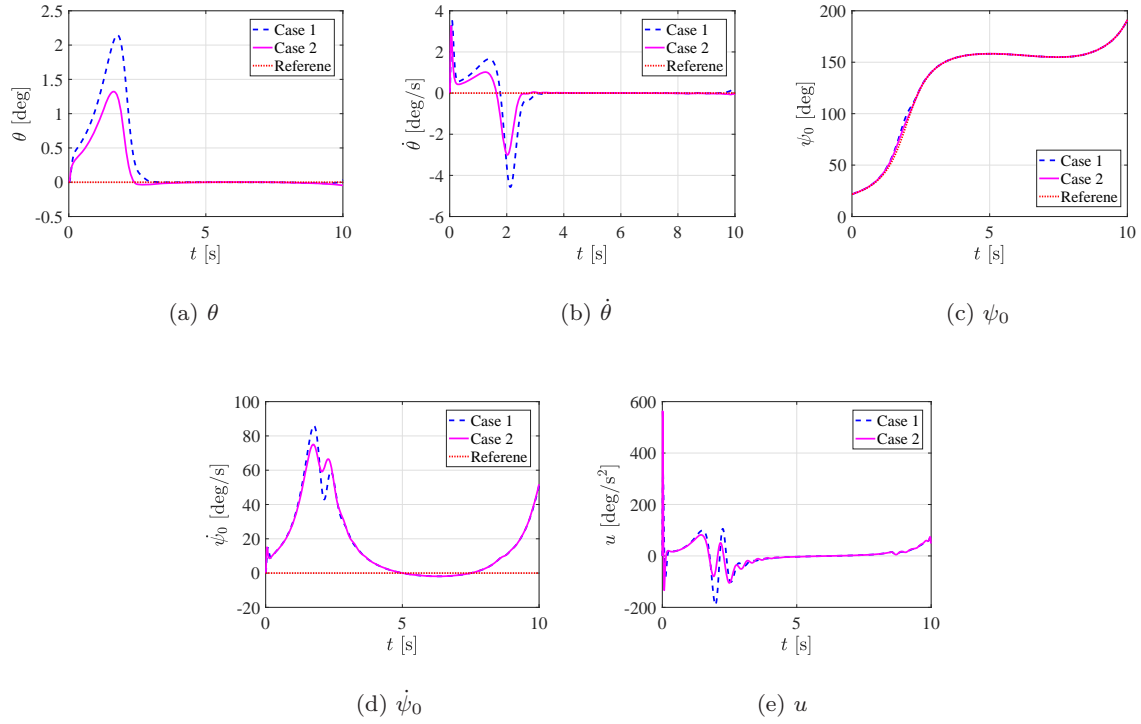 2.5
2
1.5
1
0.5
0
-0.5
θ [deg]
0
5
10
t [s]
Case 1
Case 2
Referene
(a) θ
4
2
0
-2
-4
-6
θ̇ [deg/s]
0
2
4
6
8
10
t [s]
Case 1
Case 2
Referene
(b) θ̇
200
150
100
50
0
ψ₀ [deg]
0
5
10
t [s]
Case 1
Case 2
Referene
(c) ψ₀
100
80
60
40
20
0
-20
ψ̇₀ [deg/s]
0
5
10
t [s]
Case 1
Case 2
Referene
(d) ψ̇₀
600
400
200
0
-200
u [deg/s²]
0
5
10
t [s]
Case 1
Case 2
(e) u